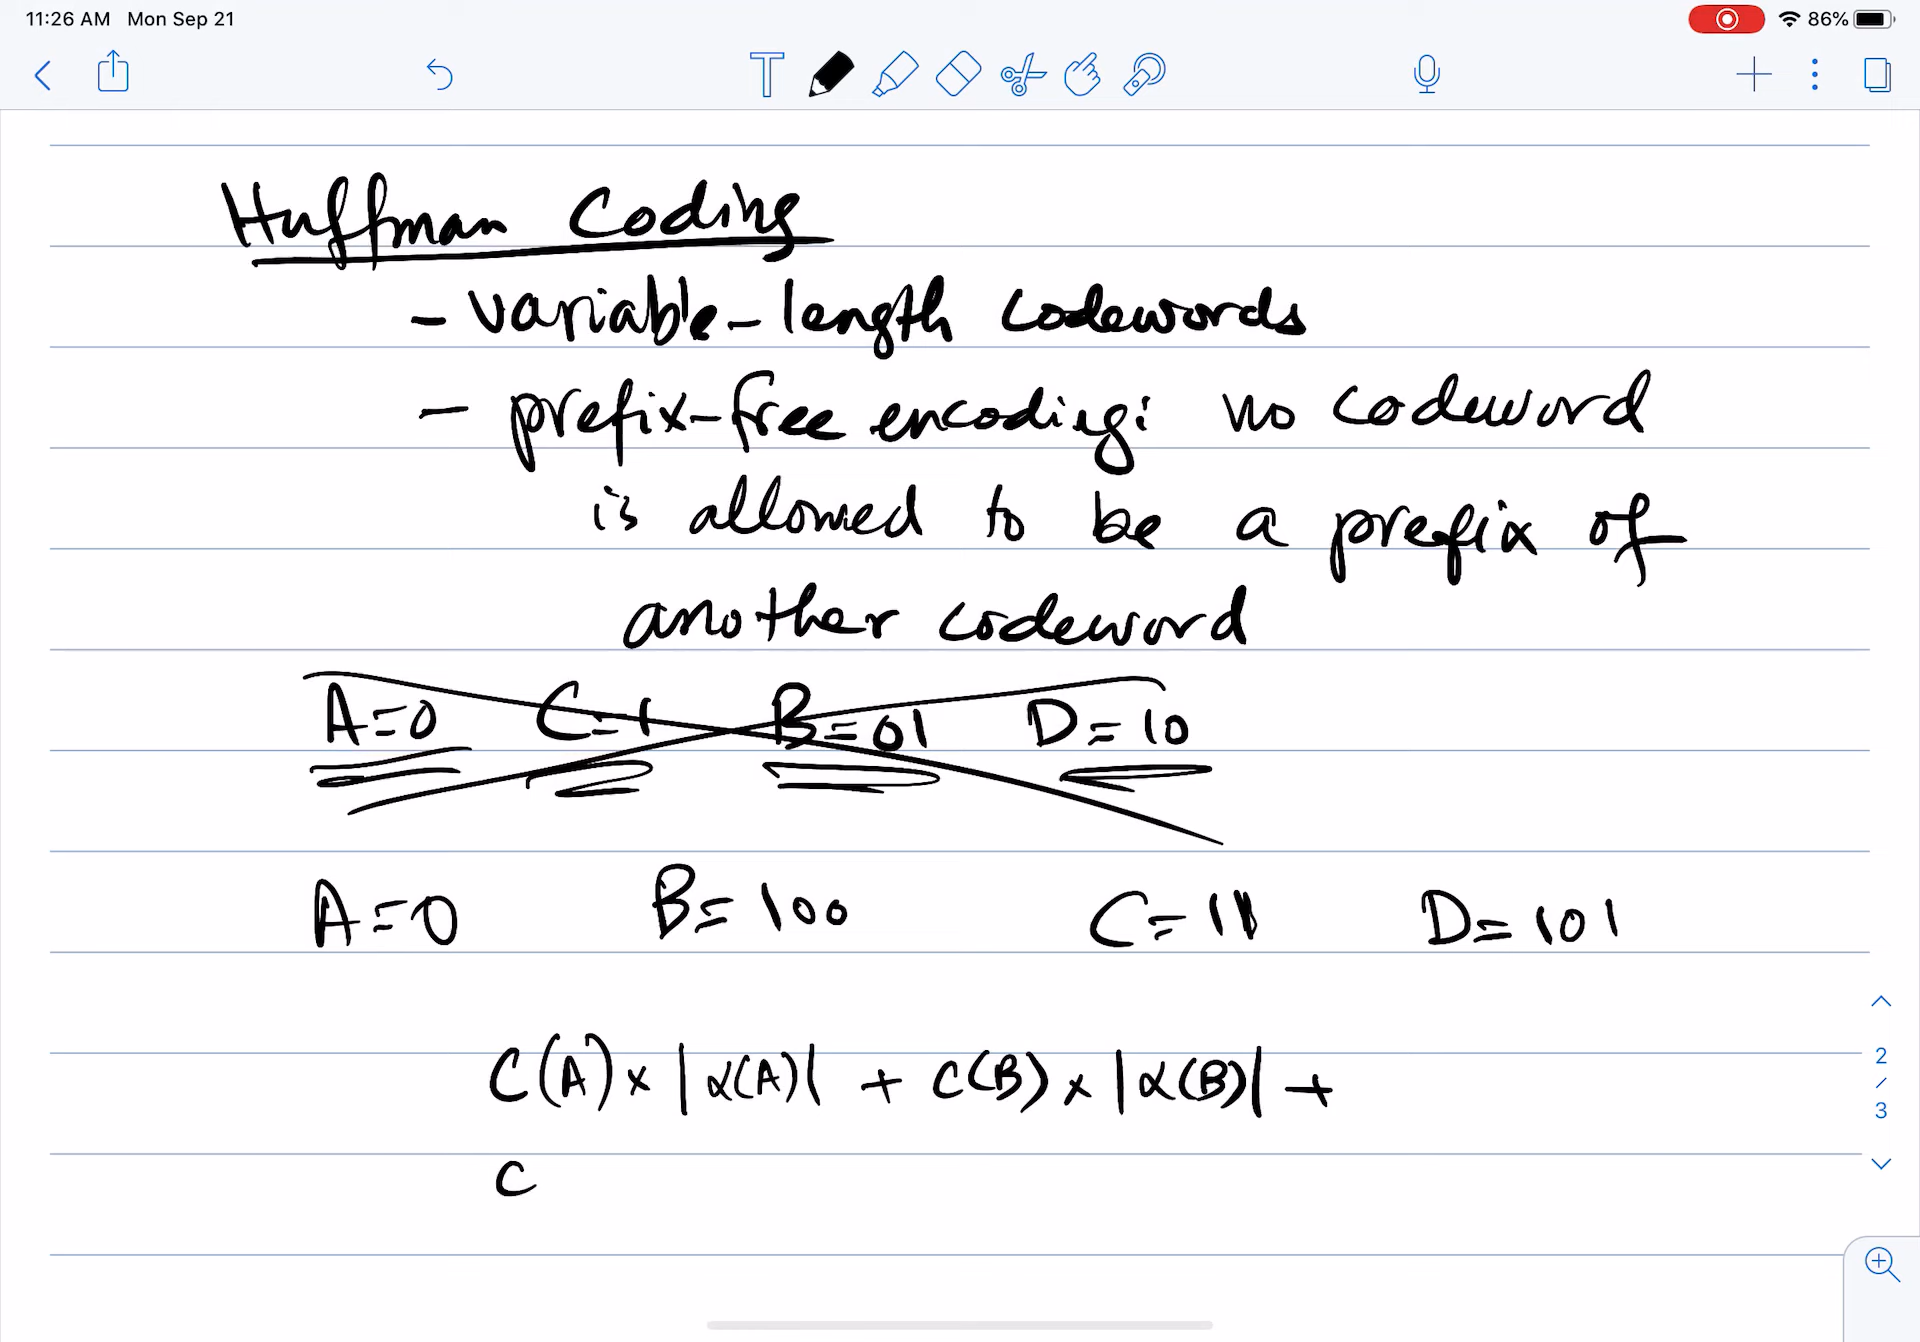 11:26 AM Mon Sep 21 86%
T
Huffman Coding
- variable-length codewords
- prefix-free encoding: no codeword
is allowed to be a prefix of
another codeword
A=0 C=1 B=01 D=10
A=0 B=100 C=11 D=101
C(A) x |α(A)| + C(B) x |α(B)| +
C
2
/
3